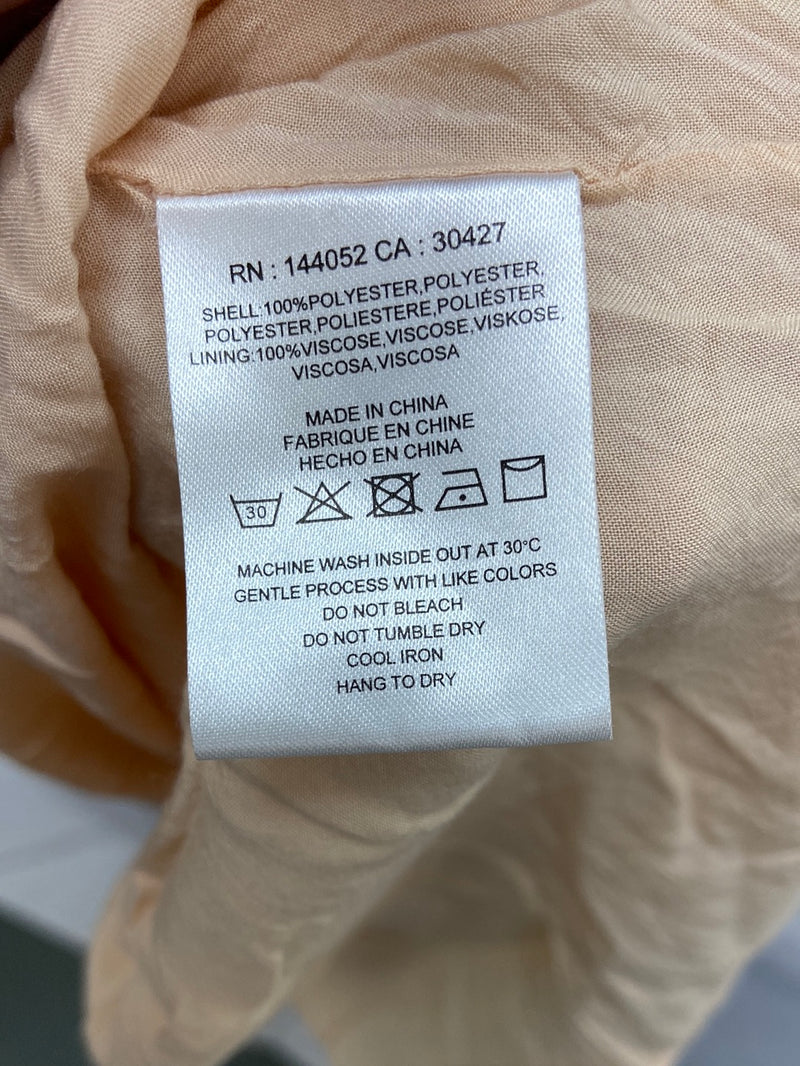 RN : 144052 CA : 30427
SHELL:100%POLYESTER,POLYESTER,
POLYESTER,POLIESTERE,POLIÉSTER
LINING:100%VISCOSE,VISCOSE,VISKOSE,
VISCOSA,VISCOSA
MADE IN CHINA
FABRIQUE EN CHINE
HECHO EN CHINA
30
MACHINE WASH INSIDE OUT AT 30°C
GENTLE PROCESS WITH LIKE COLORS
DO NOT BLEACH
DO NOT TUMBLE DRY
COOL IRON
HANG TO DRY